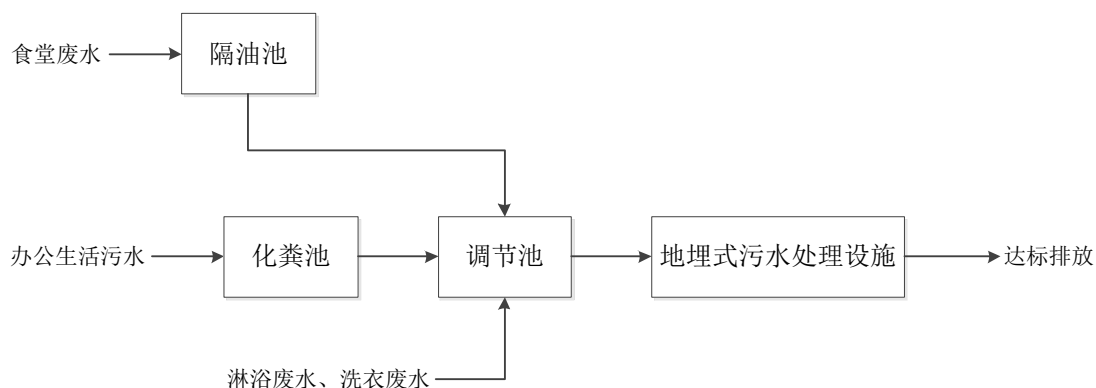 食堂废水
隔油池
办公生活污水
化粪池
调节池
地埋式污水处理设施
达标排放
淋浴废水、洗衣废水